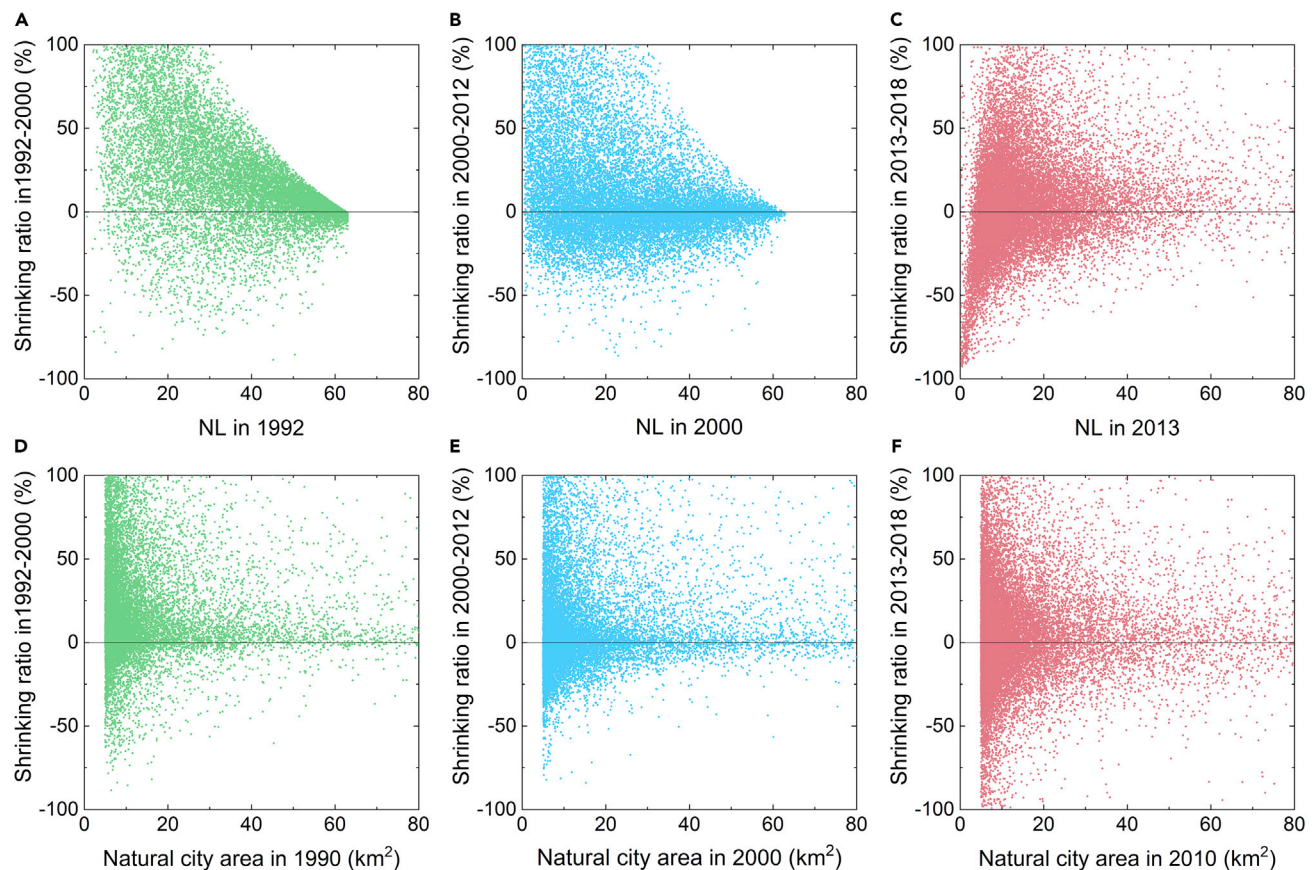 A
Shrinking ratio in 1992-2000 (%)
100
50
0
-50
-100
0 20 40 60 80
NL in 1992
B
Shrinking ratio in 2000-2012 (%)
100
50
0
-50
-100
0 20 40 60 80
NL in 2000
C
Shrinking ratio in 2013-2018 (%)
100
50
0
-50
-100
0 20 40 60 80
NL in 2013
D
Shrinking ratio in1992-2000 (%)
100
50
0
-50
-100
0 20 40 60 80
Natural city area in 1990 (km²)
E
Shrinking ratio in 2000-2012 (%)
100
50
0
-50
-100
0 20 40 60 80
Natural city area in 2000 (km²)
F
Shrinking ratio in 2013-2018 (%)
100
50
0
-50
-100
0 20 40 60 80
Natural city area in 2010 (km²)